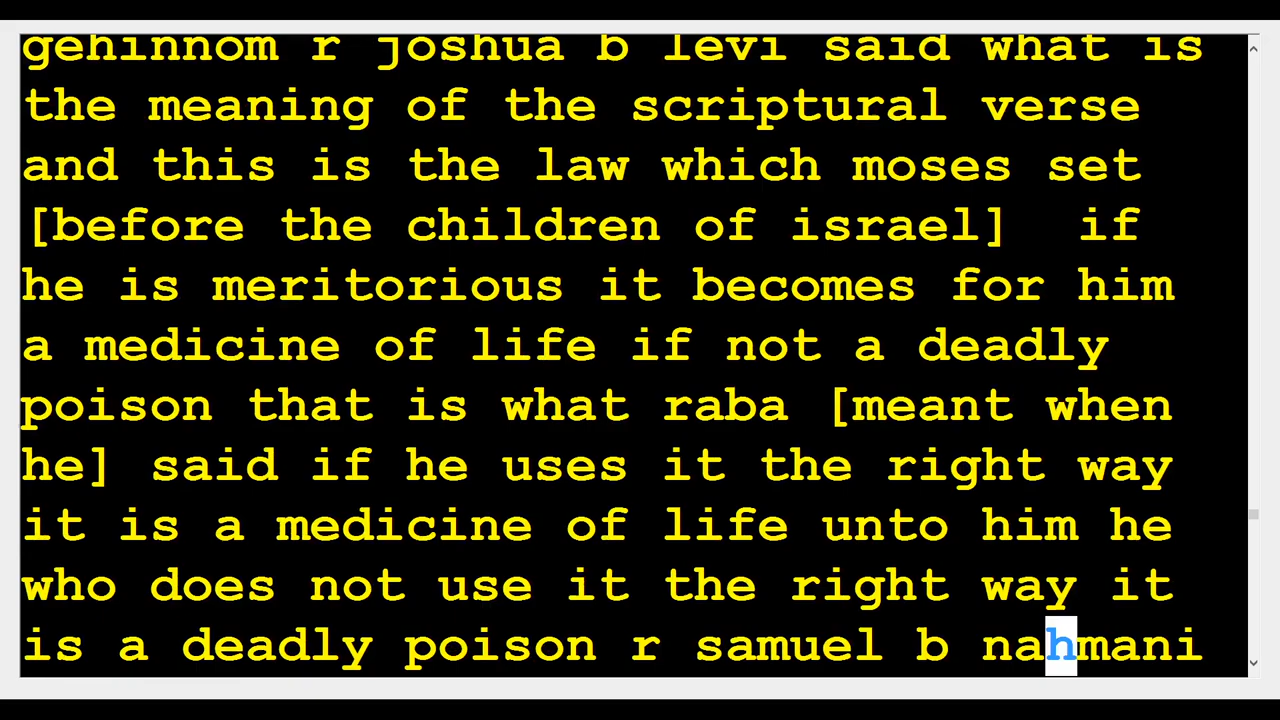 gehinnom r joshua b levi said what is
the meaning of the scriptural verse
and this is the law which moses set
[before the children of israel]  if
he is meritorious it becomes for him
a medicine of life if not a deadly
poison that is what raba [meant when
he] said if he uses it the right way
it is a medicine of life unto him he
who does not use it the right way it
is a deadly poison r samuel b nahmani